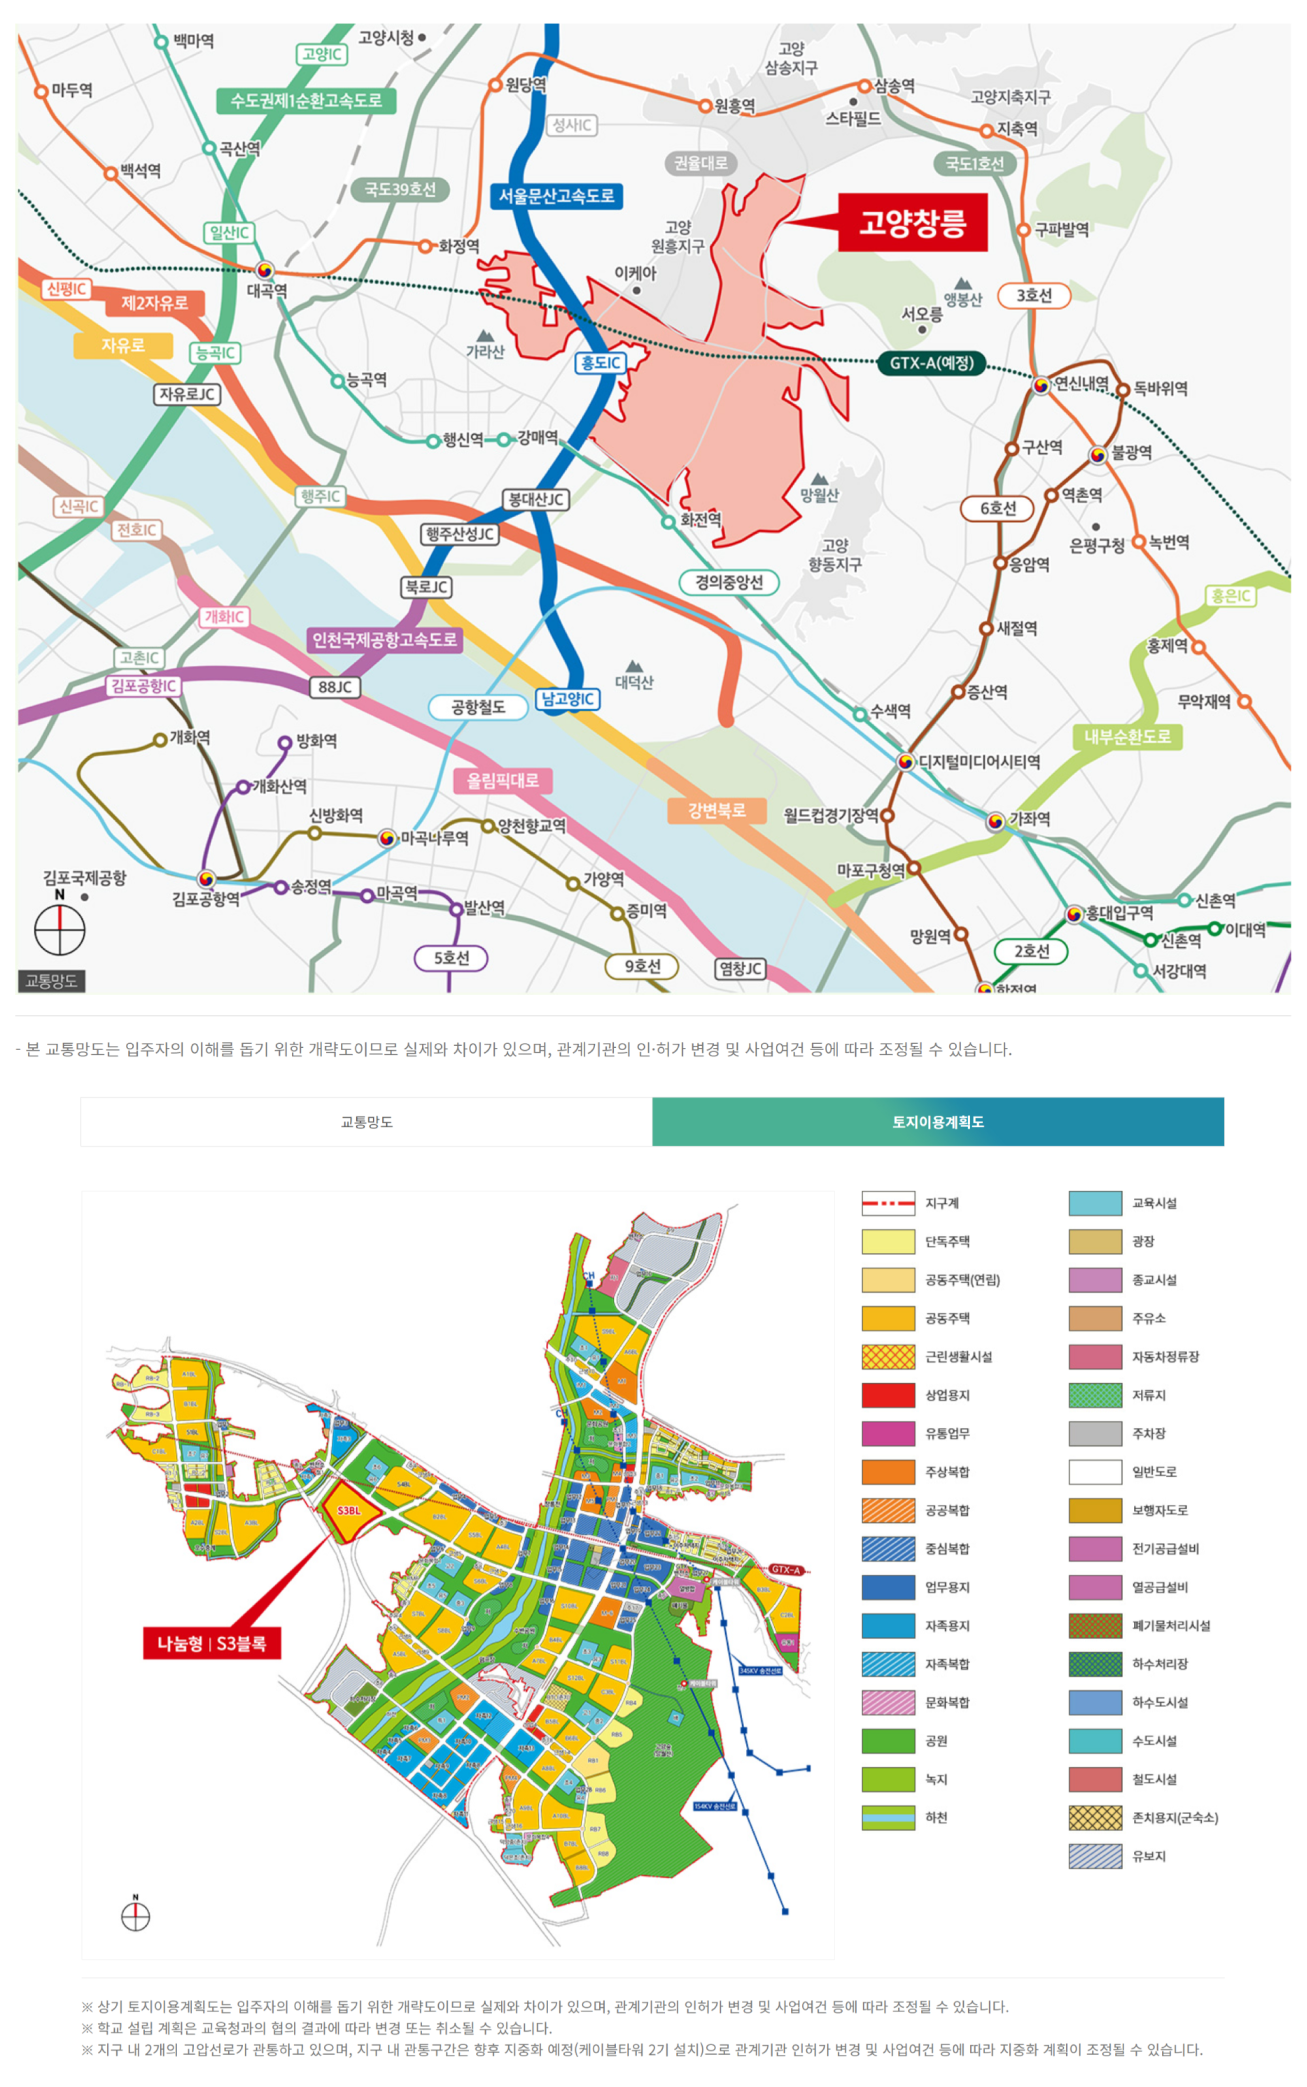 백마역
고양IC
고양시청
고양
삼송지구
마두역
수도권제1순환고속도로
원당역
원흥역
삼송역
스타필드
고양지축지구
지축역
성사IC
곡산역
백석역
국도39호선
서울문산고속도로
권율대로
국도1호선
고양창릉
일산IC
화정역
고양
원흥지구
이케아
구파발역
대곡역
신평IC
제2자유로
앵봉산
3호선
서오릉
자유로
능곡IC
가라산
홍도IC
GTX-A(예정)
자유로JC
능곡역
연신내역
독바위역
행신역
강매역
구산역
불광역
행주IC
봉대산JC
망월산
역촌역
신곡IC
전호IC
행주산성JC
화전역
6호선
은평구청
녹번역
고양
향동지구
응암역
북로JC
경의중앙선
홍은IC
개화IC
인천국제공항고속도로
새절역
홍제역
고촌IC
김포공항IC
88JC
대덕산
공항철도
남고양IC
증산역
무악재역
수색역
개화역
방화역
내부순환도로
디지털미디어시티역
개화산역
올림픽대로
강변북로
신방화역
마곡나루역
양천향교역
월드컵경기장역
가좌역
김포국제공항
N
김포공항역
송정역
마곡역
발산역
가양역
증미역
마포구청역
홍대입구역
신촌역
신촌역
이대역
망원역
5호선
9호선
염창JC
2호선
서강대역
합정역
교통망도
- 본 교통망도는 입주자의 이해를 돕기 위한 개략도이므로 실제와 차이가 있으며, 관계기관의 인·허가 변경 및 사업여건 등에 따라 조정될 수 있습니다.
교통망도
토지이용계획도
S3BL
나눔형 | S3블록
GTX-A
345KV 송전선로
154KV 송전선로
N
지구계
교육시설
단독주택
광장
공동주택(연립)
종교시설
공동주택
주유소
근린생활시설
자동차정류장
상업용지
저류지
유통업무
주차장
주상복합
일반도로
공공복합
보행자도로
중심복합
전기공급설비
업무용지
열공급설비
자족용지
폐기물처리시설
자족복합
하수처리장
문화복합
하수도시설
공원
수도시설
녹지
철도시설
하천
존치용지(군숙소)
유보지
※ 상기 토지이용계획도는 입주자의 이해를 돕기 위한 개략도이므로 실제와 차이가 있으며, 관계기관의 인허가 변경 및 사업여건 등에 따라 조정될 수 있습니다.
※ 학교 설립 계획은 교육청과의 협의 결과에 따라 변경 또는 취소될 수 있습니다.
※ 지구 내 2개의 고압선로가 관통하고 있으며, 지구 내 관통구간은 향후 지중화 예정(케이블타워 2기 설치)으로 관계기관 인허가 변경 및 사업여건 등에 따라 지중화 계획이 조정될 수 있습니다.